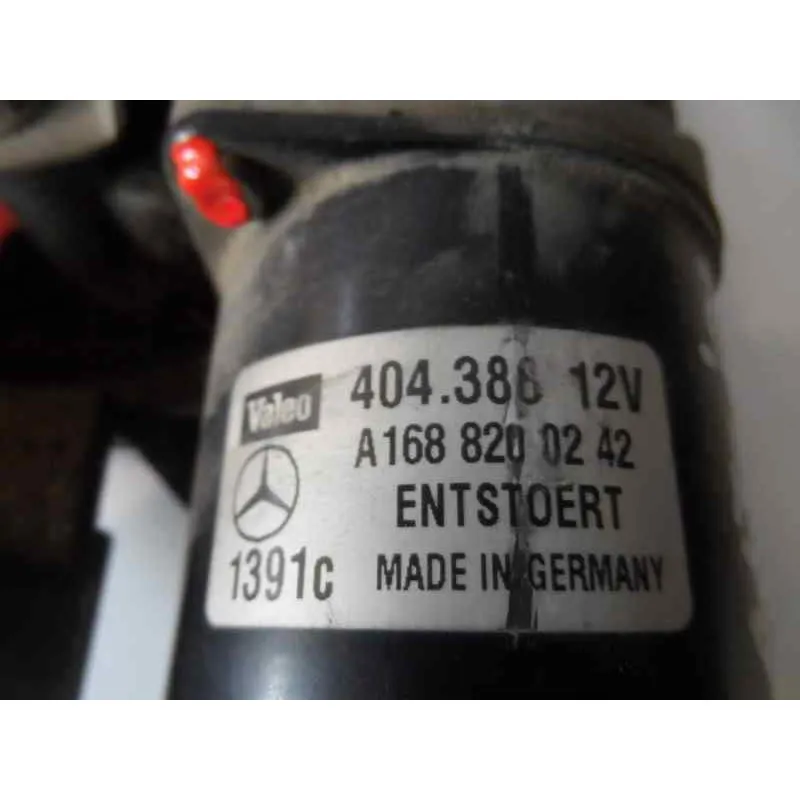 Valeo 404.386 12V
A168 820 02 42
ENTSTOERT
1391c MADE IN GERMANY